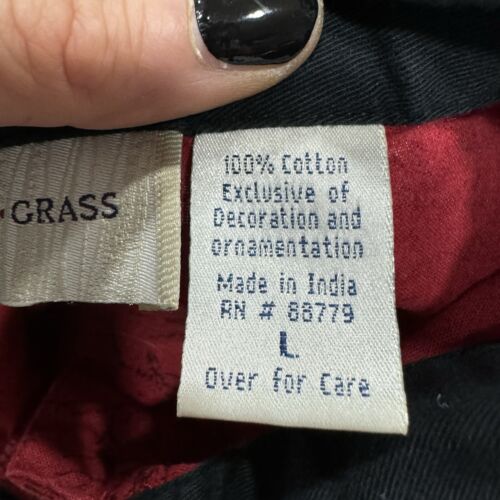 · GRASS
100% Cotton
Exclusive of
Decoration and
ornamentation
Made in India
RN # 88779
L
Over for Care